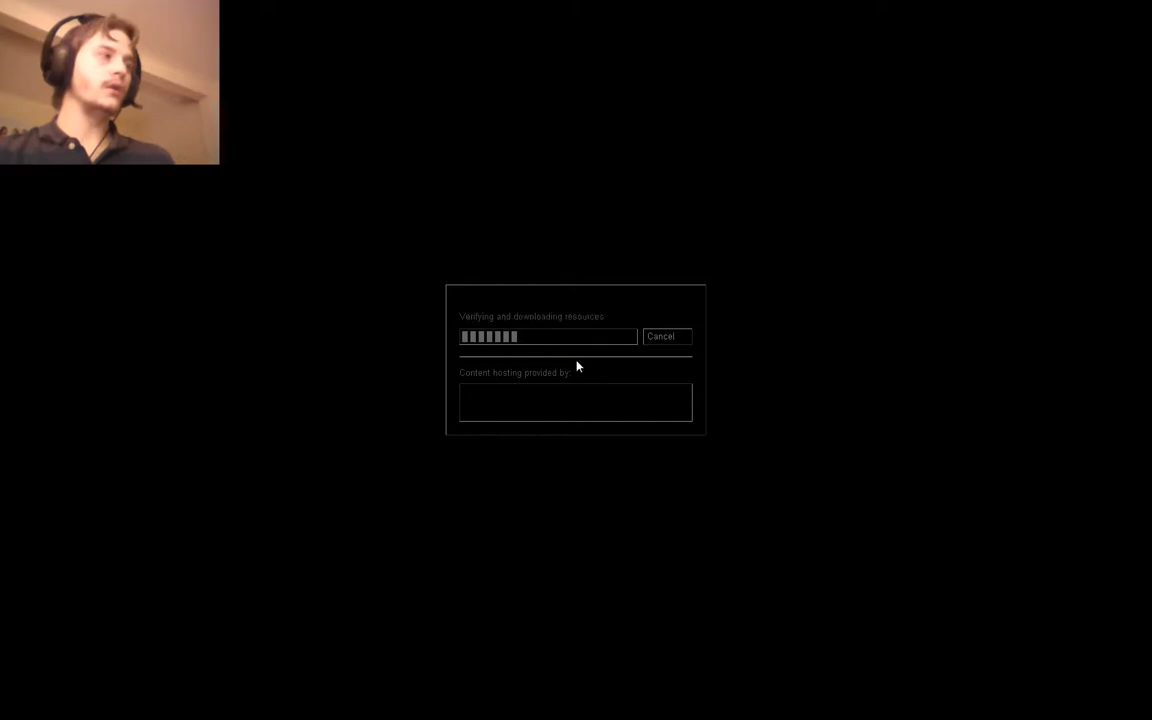 Verifying and downloading resources
Cancel
Content hosting provided by: